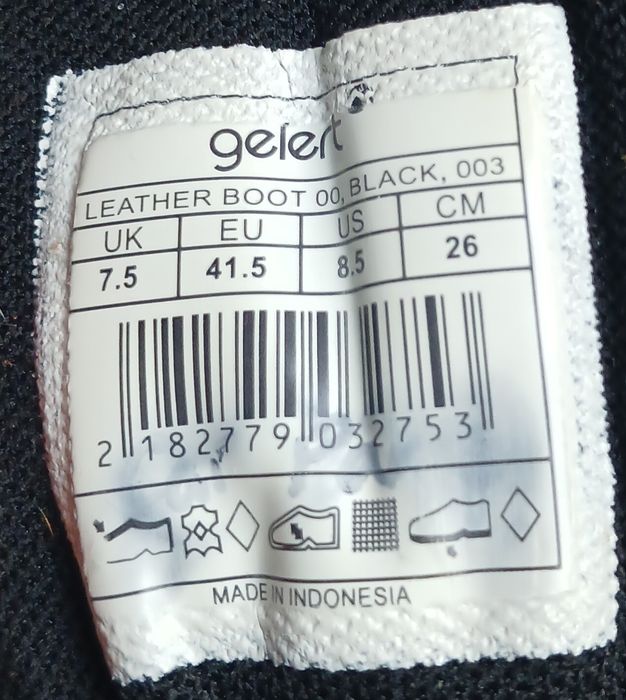 gelert
LEATHER BOOT 00, BLACK, 003
UK EU US CM
7.5 41.5 8.5 26
2 182779 032753
MADE IN INDONESIA